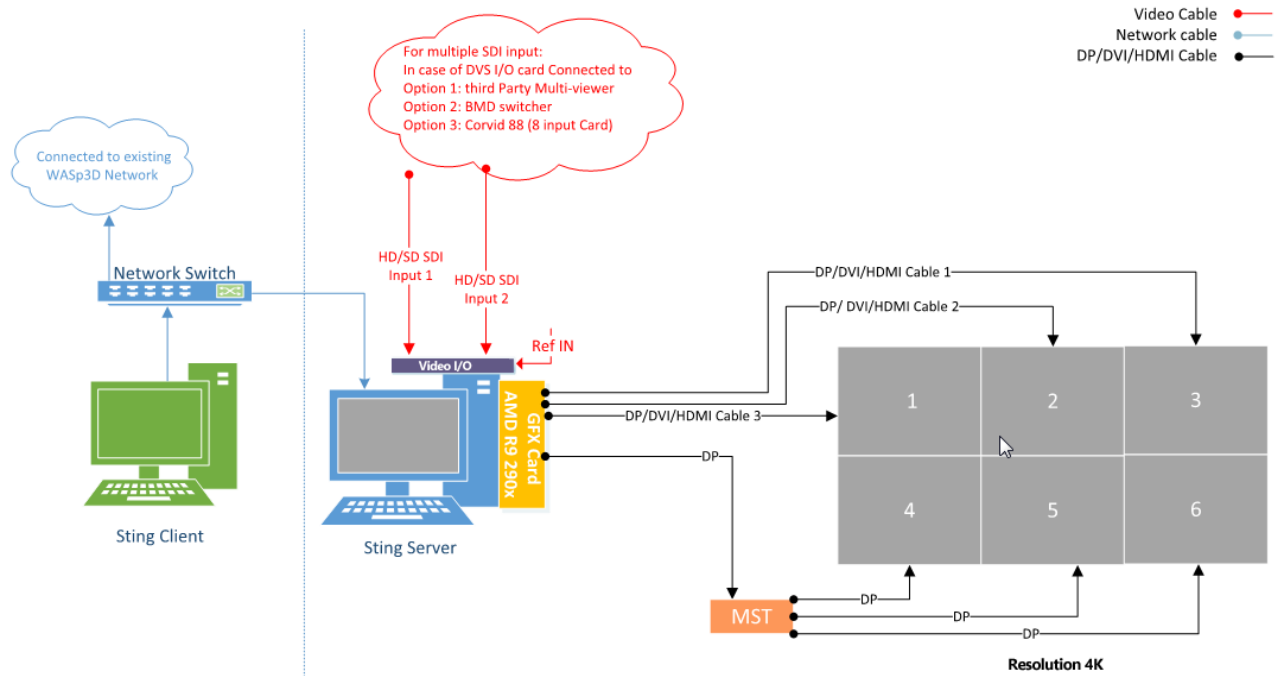 Video Cable
Network cable
DP/DVI/HDMI Cable
For multiple SDI input:
In case of DVS I/O card Connected to
Option 1: third Party Multi-viewer
Option 2: BMD switcher
Option 3: Corvid 88 (8 input Card)
Connected to existing
WASp3D Network
Network Switch
HD/SD SDI
Input 1
HD/SD SDI
Input 2
Ref IN
Video I/O
GFX Card
AMD R9 290x
DP/DVI/HDMI Cable 1
DP/ DVI/HDMI Cable 2
DP/DVI/HDMI Cable 3
DP
1
2
3
4
5
6
Sting Client
Sting Server
MST
DP
DP
DP
Resolution 4K